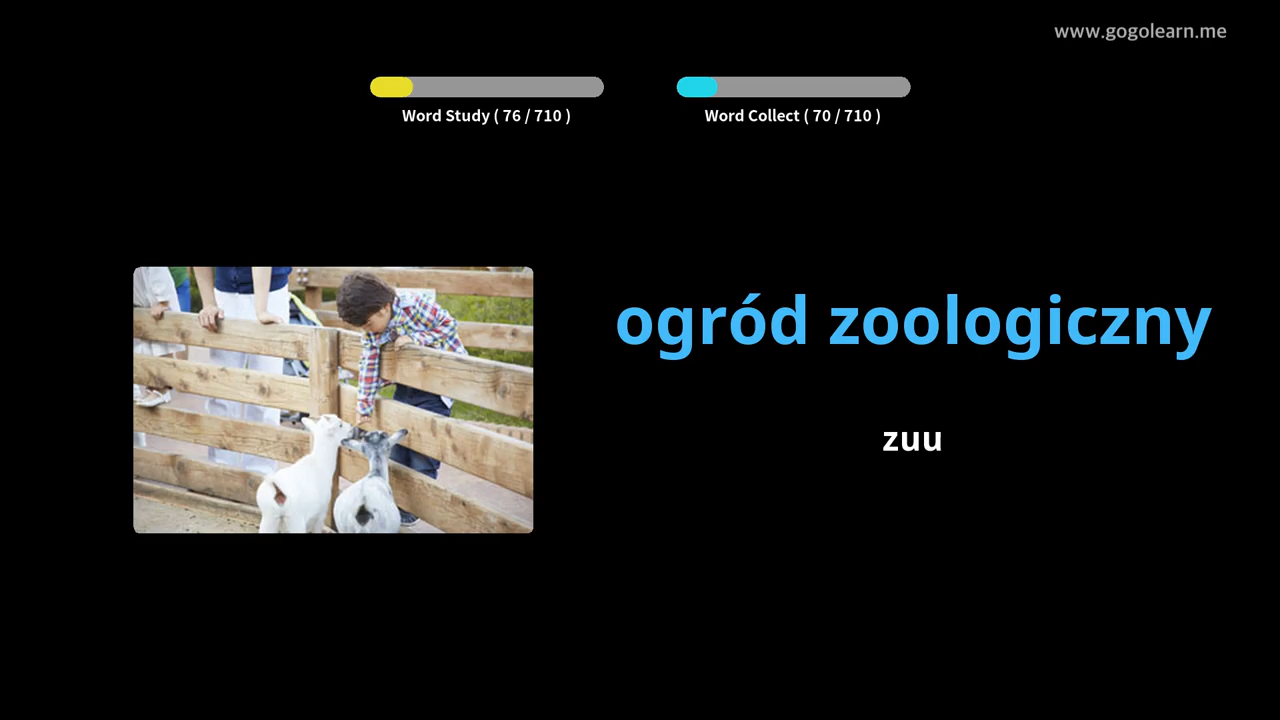 www.gogolearn.me
Word Study ( 76 / 710 )
Word Collect ( 70 / 710 )
ogród zoologiczny
zuu